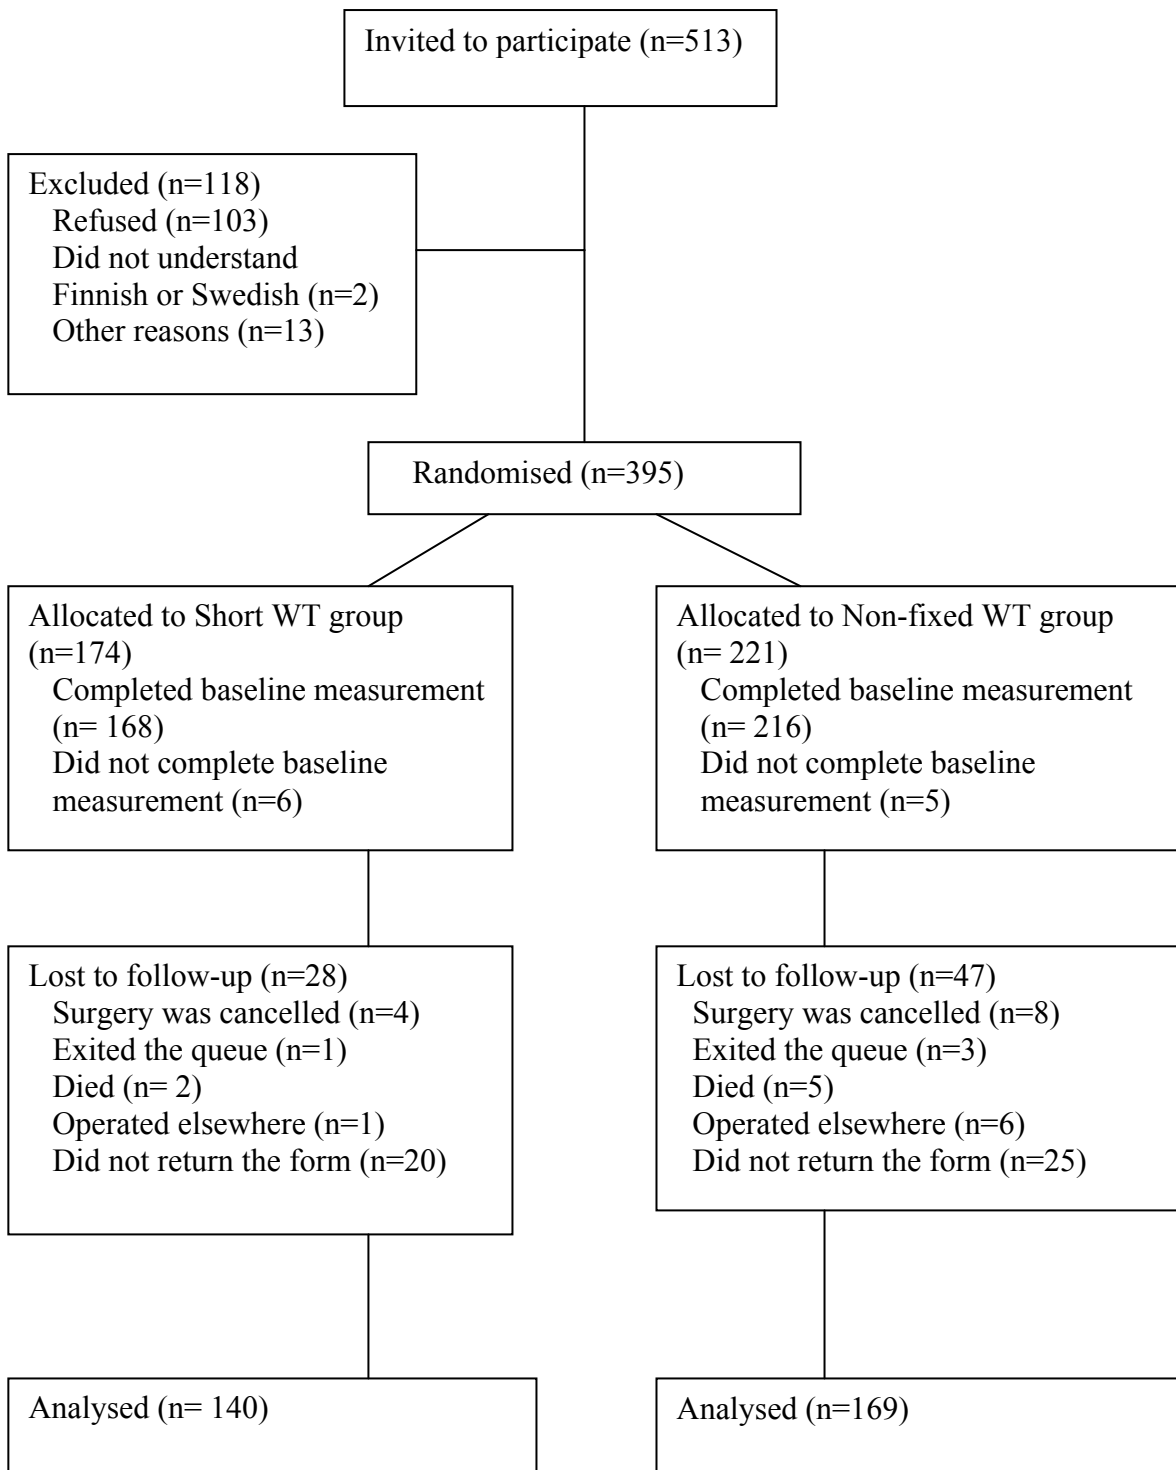 Invited to participate (n=513)
Excluded (n=118)
Refused (n=103)
Did not understand
Finnish or Swedish (n=2)
Other reasons (n=13)
Randomised (n=395)
Allocated to Short WT group
(n=174)
Completed baseline measurement
(n= 168)
Did not complete baseline
measurement (n=6)
Allocated to Non-fixed WT group
(n= 221)
Completed baseline measurement
(n= 216)
Did not complete baseline
measurement (n=5)
Lost to follow-up (n=28)
Surgery was cancelled (n=4)
Exited the queue (n=1)
Died (n= 2)
Operated elsewhere (n=1)
Did not return the form (n=20)
Lost to follow-up (n=47)
Surgery was cancelled (n=8)
Exited the queue (n=3)
Died (n=5)
Operated elsewhere (n=6)
Did not return the form (n=25)
Analysed (n= 140)
Analysed (n=169)